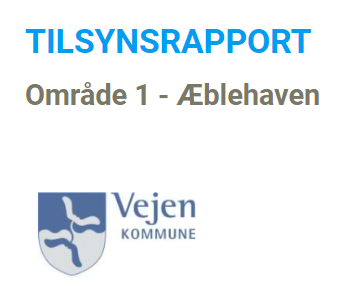 TILSYNSRAPPORT
Område 1 - Æblehaven
Vejen
KOMMUNE